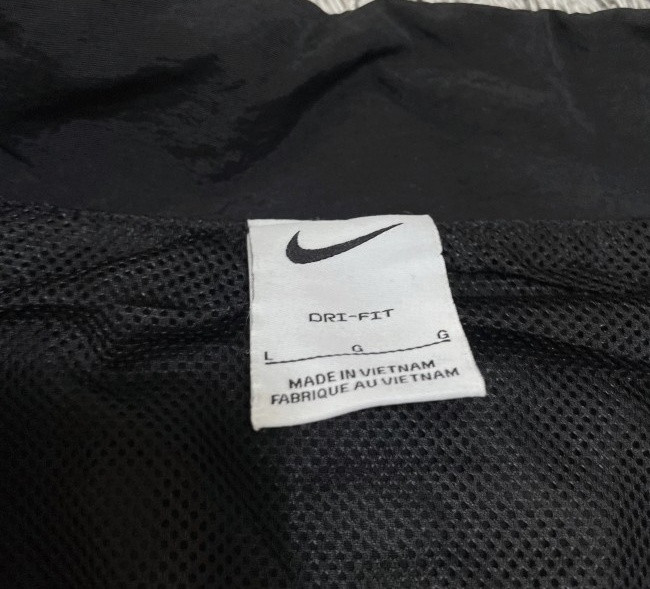 DRI-FIT
L G G
MADE IN VIETNAM
FABRIQUE AU VIETNAM